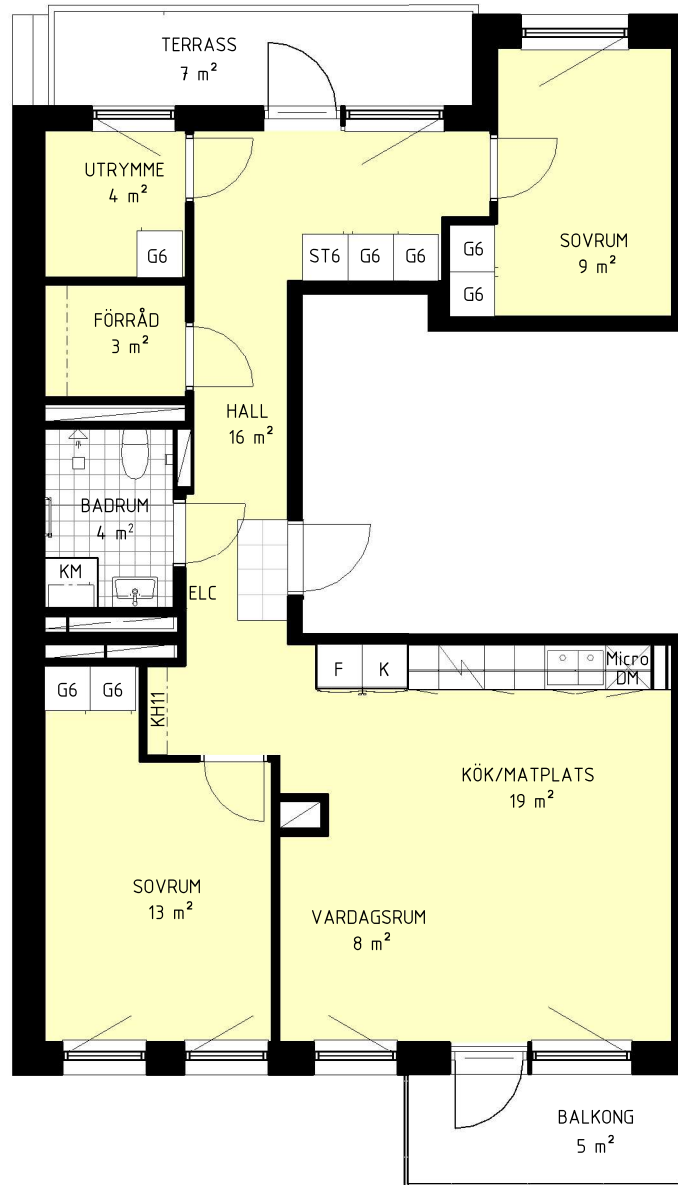 TERRASS
7 m²
UTRYMME
4 m²
G6
ST6
G6
G6
G6
G6
SOVRUM
9 m²
FÖRRÅD
3 m²
HALL
16 m²
BADRUM
4 m²
KM
ELC
G6
G6
KH11
F
K
Micro
DM
KÖK/MATPLATS
19 m²
SOVRUM
13 m²
VARDAGSRUM
8 m²
BALKONG
5 m²